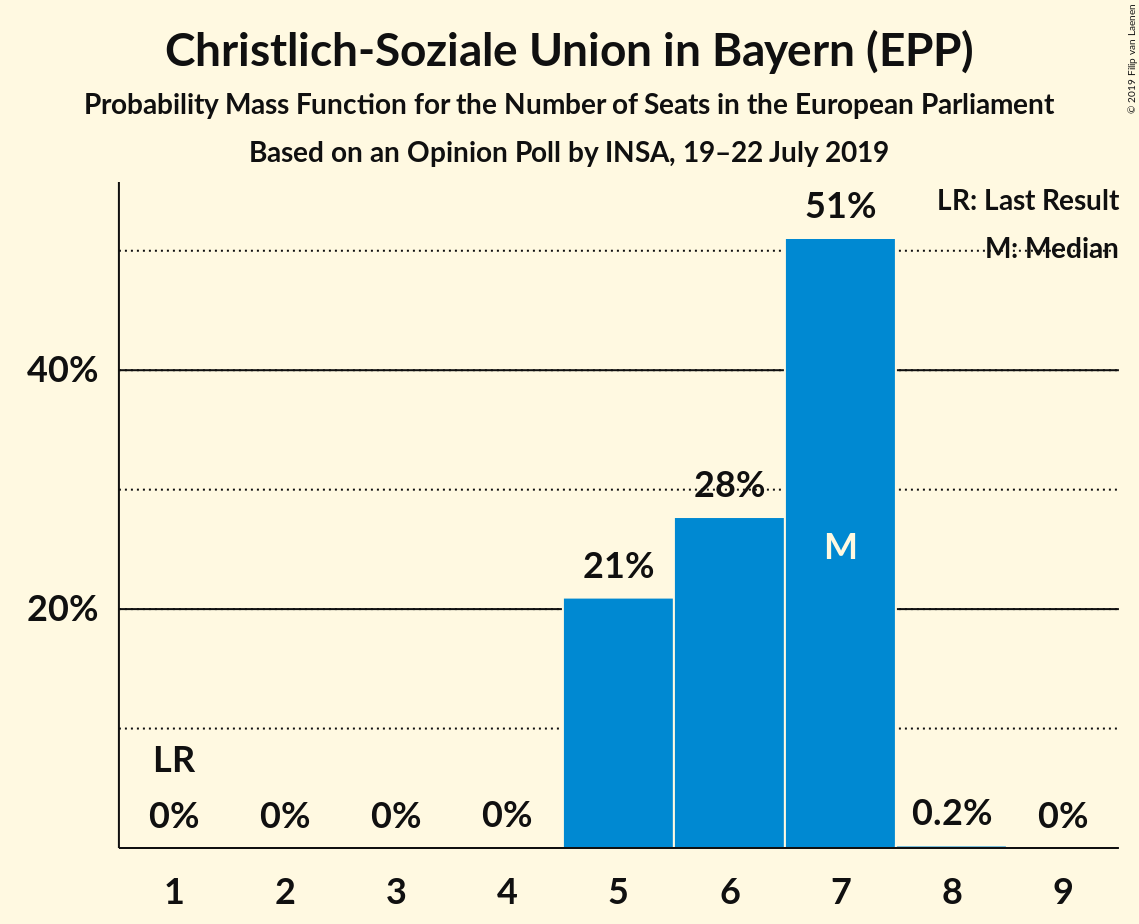 Christlich-Soziale Union in Bayern (EPP)
Probability Mass Function for the Number of Seats in the European Parliament
Based on an Opinion Poll by INSA, 19–22 July 2019
© 2019 Filip van Laenen
LR: Last Result
M: Median
51%
40%
28%
M
21%
20%
LR
0% 0% 0% 0% 0.2% 0%
1 2 3 4 5 6 7 8 9